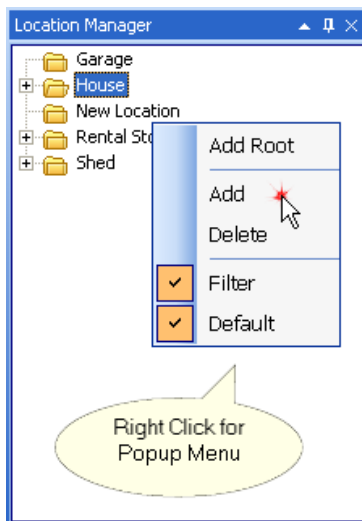 Location Manager
Garage
House
New Location
Rental Sto
Shed
Add Root
Add
Delete
Filter
Default
Right Click for
Popup Menu